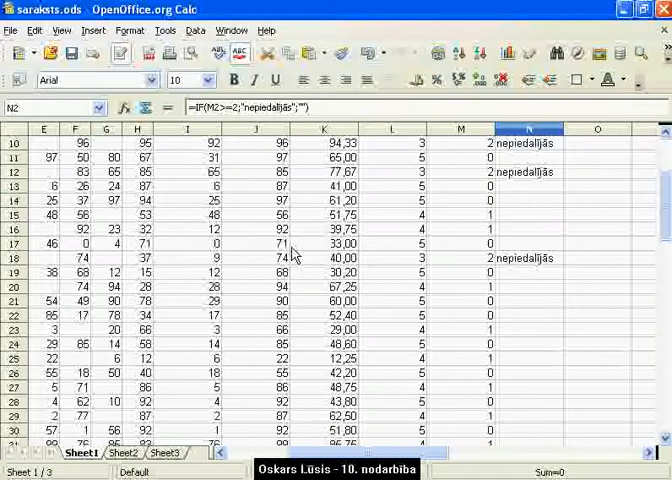 saraksts.ods - OpenOffice.org Calc
File Edit View Insert Format Tools Data Window Help
Arial 10 B I U
N2 =IF(M2>=2;"nepiedalījās";"")
E F G H I J K L M N O
10 96 95 92 96 94,33 3 2 nepiedalījās
11 97 50 80 67 31 97 65,00 5 0
12 83 65 85 65 85 77,67 3 2 nepiedalījās
13 6 26 24 87 6 87 41,00 5 0
14 25 37 97 94 25 97 61,20 5 0
15 48 56 53 48 56 51,75 4 1
16 92 23 32 12 92 39,75 4 1
17 46 0 4 71 0 71 33,00 5 0
18 74 37 9 74 40,00 3 2 nepiedalījās
19 38 68 12 15 12 68 30,20 5 0
20 74 94 28 28 94 67,25 4 1
21 54 49 90 78 29 90 60,00 5 0
22 85 17 78 34 17 85 52,40 5 0
23 3 20 66 3 66 29,00 4 1
24 29 85 14 58 14 85 48,60 5 0
25 22 6 12 6 22 12,25 4 1
26 55 18 50 40 18 55 42,20 5 0
27 5 71 86 5 86 48,75 4 1
28 4 62 10 92 4 92 43,80 5 0
29 2 77 87 2 87 62,50 4 1
30 57 1 56 92 1 92 51,80 5 0
Sheet1 Sheet2 Sheet3
Sheet 1 / 3 Default Sum=0
Oskars Lūsis - 10. nodarbība